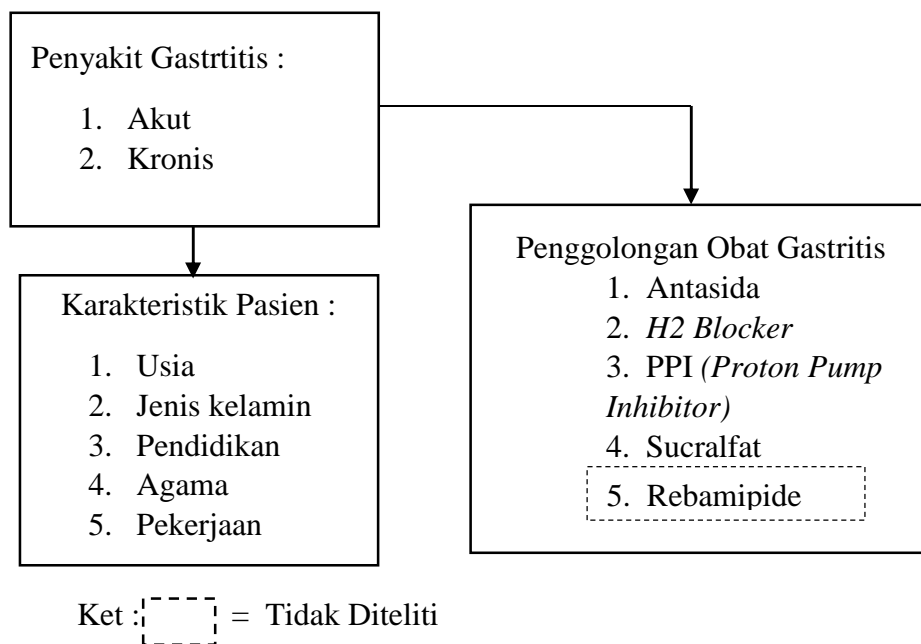 Penyakit Gastrtitis :
1. Akut
2. Kronis
Karakteristik Pasien :
1. Usia
2. Jenis kelamin
3. Pendidikan
4. Agama
5. Pekerjaan
Penggolongan Obat Gastritis
1. Antasida
2. H2 Blocker
3. PPI (Proton Pump
Inhibitor)
4. Sucralfat
5. Rebamipide
Ket : = Tidak Diteliti